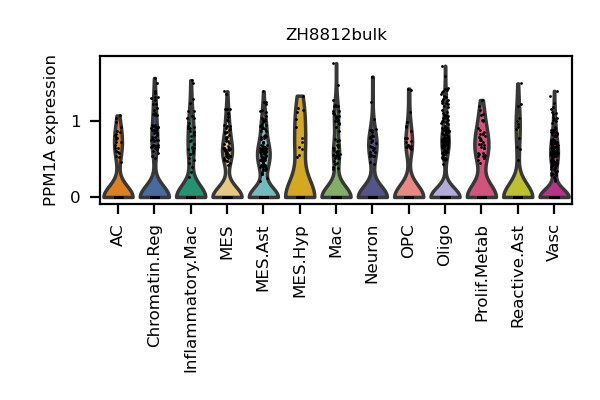 ZH8812bulk
PPM1A expression
1
0
AC
Chromatin.Reg
Inflammatory.Mac
MES
MES.Ast
MES.Hyp
Mac
Neuron
OPC
Oligo
Prolif.Metab
Reactive.Ast
Vasc